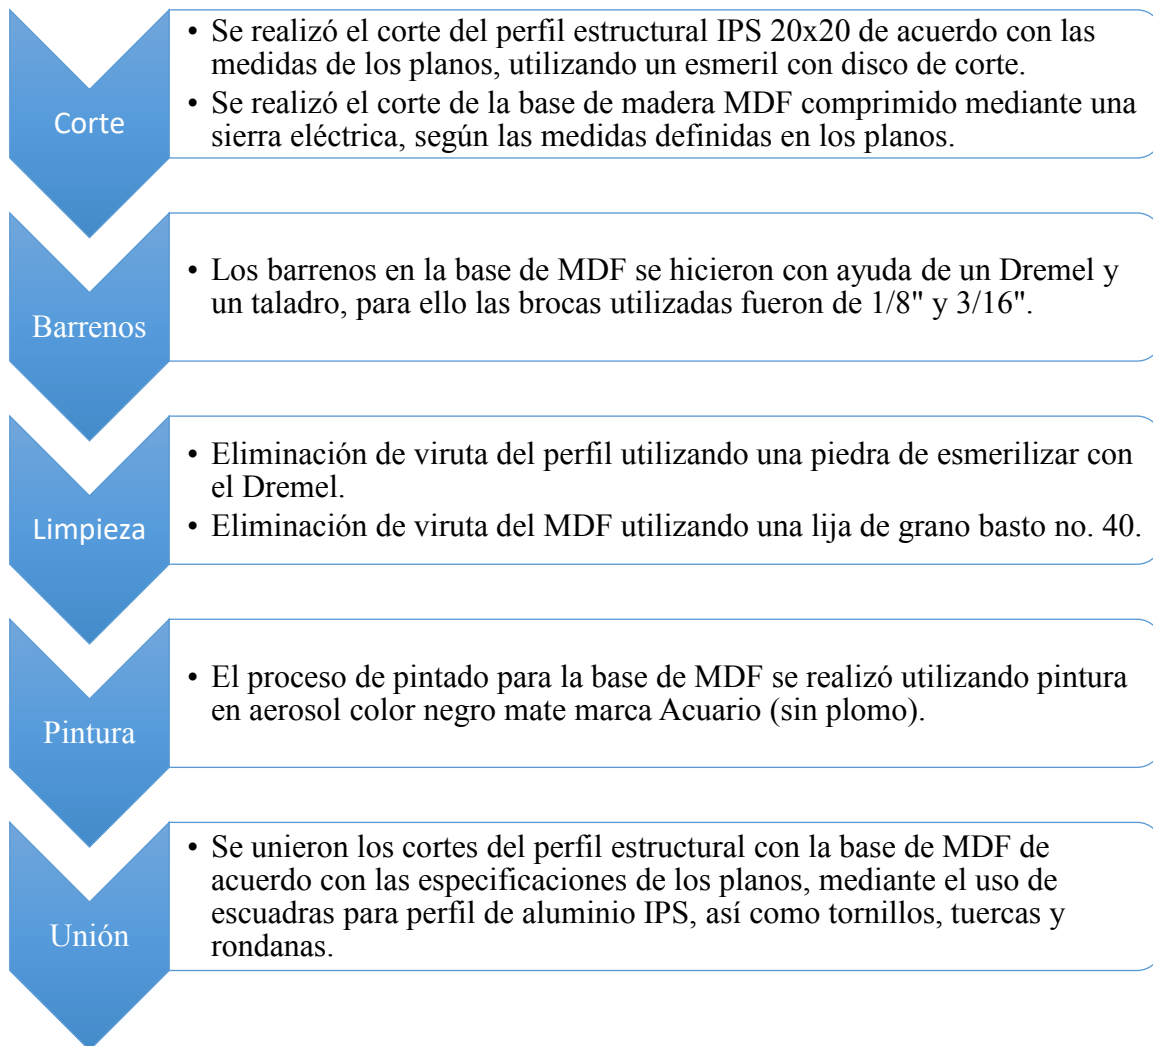 Corte
• Se realizó el corte del perfil estructural IPS 20x20 de acuerdo con las
medidas de los planos, utilizando un esmeril con disco de corte.
• Se realizó el corte de la base de madera MDF comprimido mediante una
sierra eléctrica, según las medidas definidas en los planos.
Barrenos
• Los barrenos en la base de MDF se hicieron con ayuda de un Dremel y
un taladro, para ello las brocas utilizadas fueron de 1/8" y 3/16".
Limpieza
• Eliminación de viruta del perfil utilizando una piedra de esmerilizar con
el Dremel.
• Eliminación de viruta del MDF utilizando una lija de grano basto no. 40.
Pintura
• El proceso de pintado para la base de MDF se realizó utilizando pintura
en aerosol color negro mate marca Acuario (sin plomo).
Unión
• Se unieron los cortes del perfil estructural con la base de MDF de
acuerdo con las especificaciones de los planos, mediante el uso de
escuadras para perfil de aluminio IPS, así como tornillos, tuercas y
rondanas.